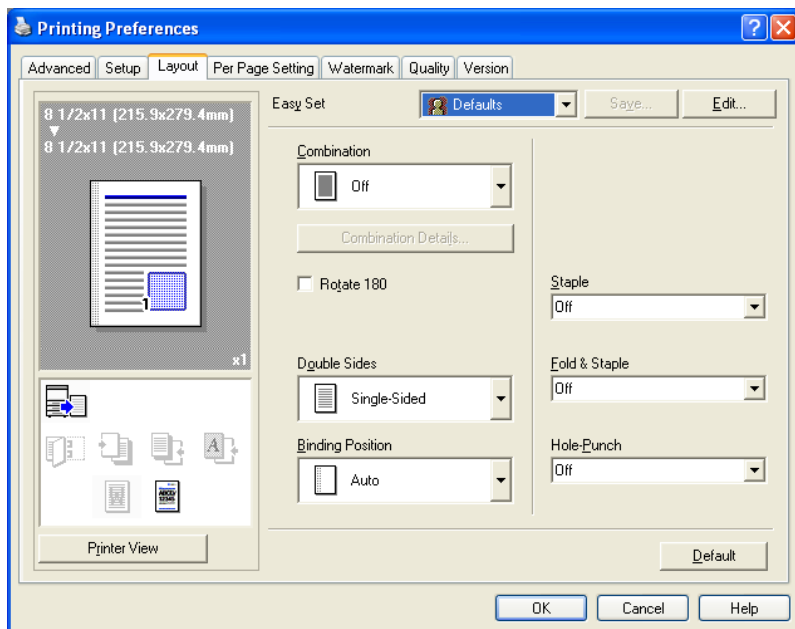 Printing Preferences
Advanced Setup Layout Per Page Setting Watermark Quality Version
8 1/2x11 (215.9x279.4mm)
8 1/2x11 (215.9x279.4mm)
1
x1
Printer View
Easy Set Defaults Save... Edit...
Combination
Off
Combination Details...
Rotate 180
Double Sides
Single-Sided
Binding Position
Auto
Staple
Off
Fold & Staple
Off
Hole-Punch
Off
Default
OK Cancel Help